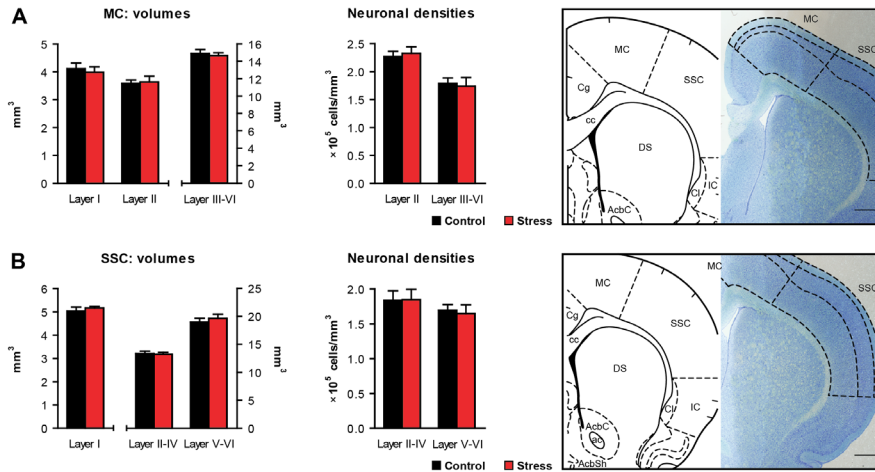 A
MC: volumes
mm³
5
4
3
2
1
0
16
14
12
10
8
6
4
2
0
mm³
Layer I
Layer II
Layer III-VI
Neuronal densities
× 10⁵ cells/mm³
2.5
2.0
1.5
1.0
0.5
0
Layer II
Layer III-VI
Control
Stress
MC
SSC
Cg
cc
DS
IC
Cl
AcbC
MC
SSC
B
SSC: volumes
mm³
6
5
4
3
2
1
0
25
20
15
10
5
0
mm³
Layer I
Layer II-IV
Layer V-VI
Neuronal densities
× 10⁵ cells/mm³
2.0
1.5
1.0
0.5
0
Layer II-IV
Layer V-VI
Control
Stress
MC
SSC
Cg
cc
DS
IC
Cl
AcbC
ac
AcbSh
MC
SSC